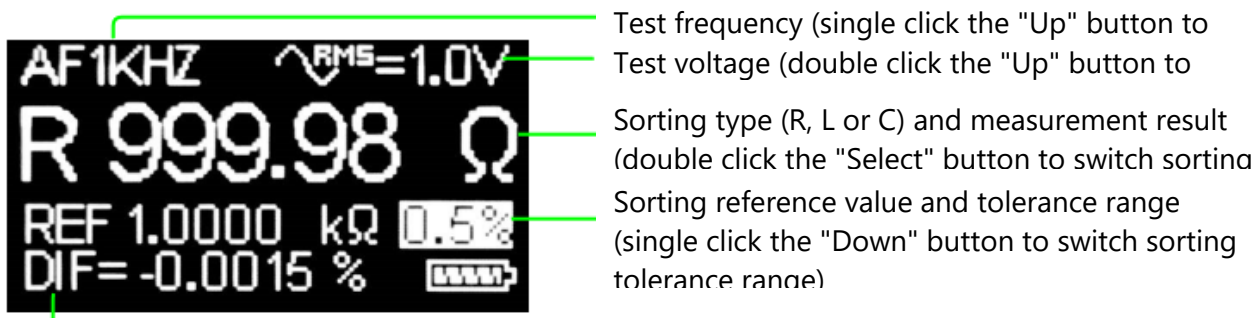 AF1KHZ RMS=1.0V
R 999.98 Ω
REF 1.0000 kΩ 0.5%
DIF= -0.0015 %
Test frequency (single click the "Up" button to
Test voltage (double click the "Up" button to
Sorting type (R, L or C) and measurement result
(double click the "Select" button to switch sorting
Sorting reference value and tolerance range
(single click the "Down" button to switch sorting
tolerance range)